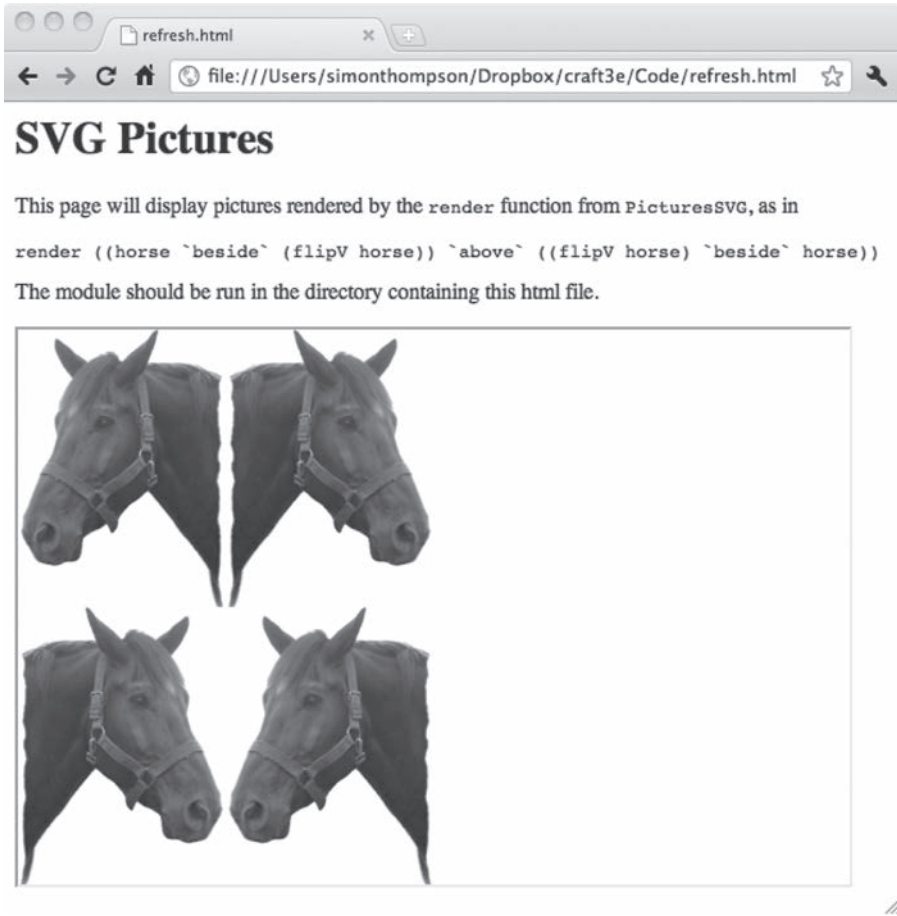 refresh.html
file:///Users/simonthompson/Dropbox/craft3e/Code/refresh.html
SVG Pictures
This page will display pictures rendered by the render function from PicturesSVG, as in
render ((horse `beside` (flipV horse)) `above` ((flipV horse) `beside` horse))
The module should be run in the directory containing this html file.